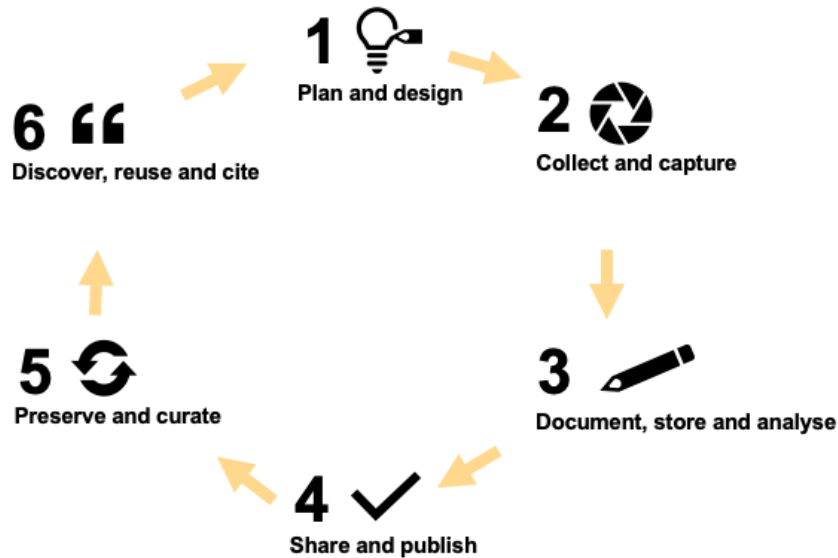 1
Plan and design
2
Collect and capture
3
Document, store and analyse
4
Share and publish
5
Preserve and curate
6 “
Discover, reuse and cite